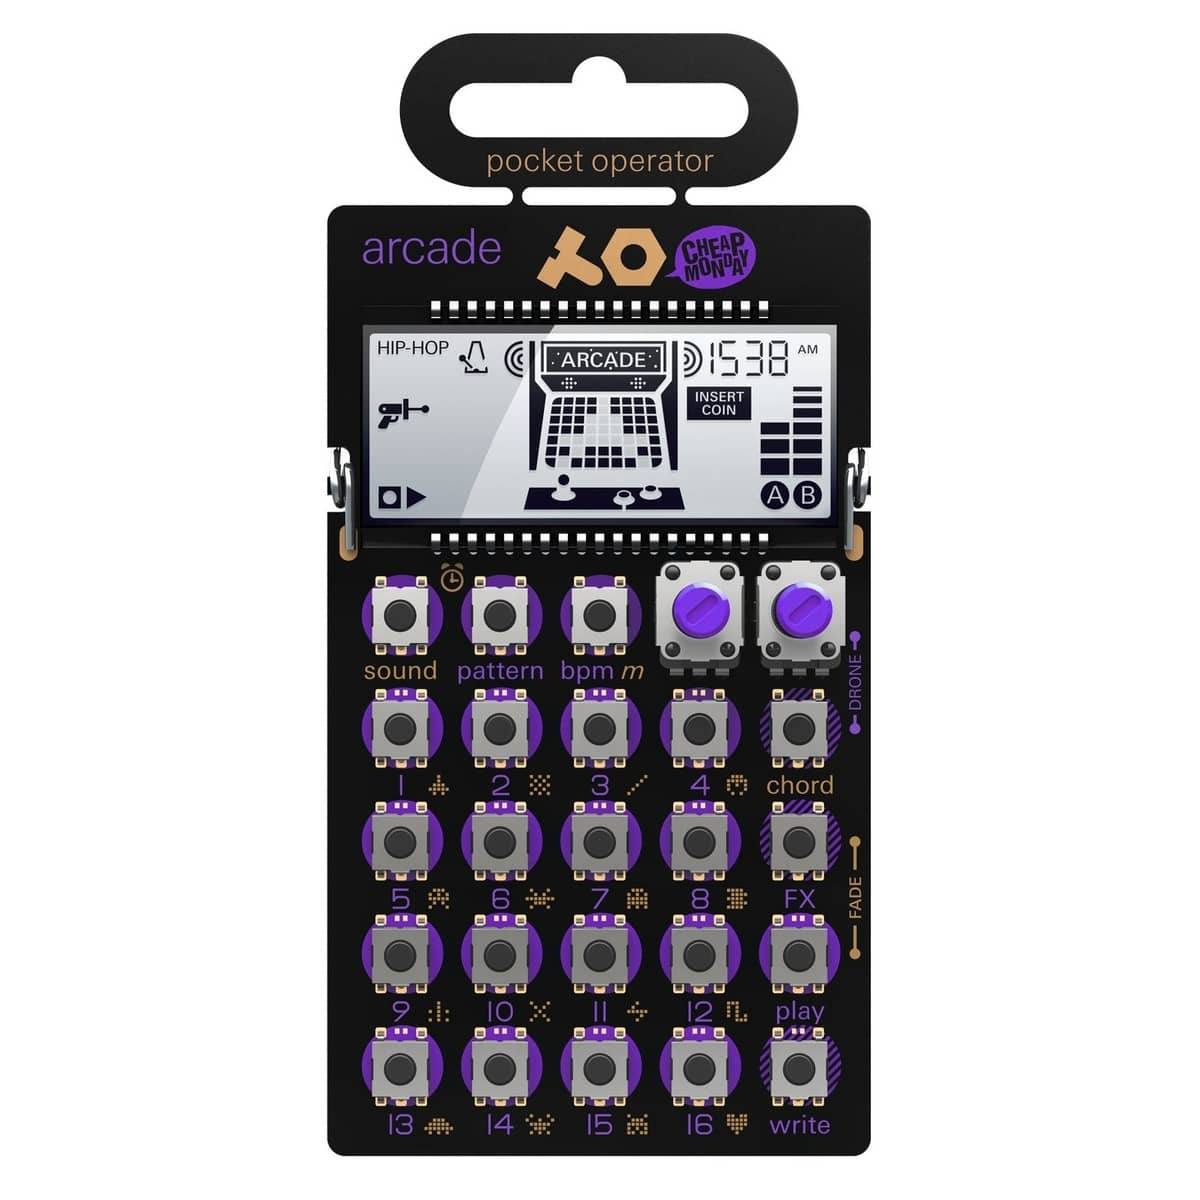 pocket operator
arcade
CHEAP MONDAY
HIP-HOP
ARCADE
1538 AM
INSERT COIN
A B
sound pattern bpm m
DRONE
1 2 3 4 chord
5 6 7 8 FX
FADE
9 10 11 12 play
13 14 15 16 write